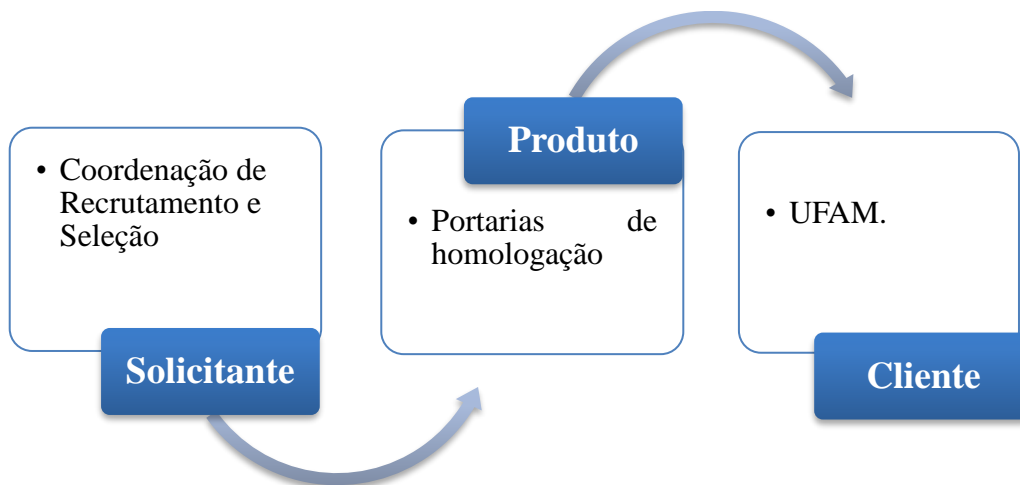 • Coordenação de
Recrutamento e
Seleção
Solicitante
Produto
• Portarias de
homologação
• UFAM.
Cliente